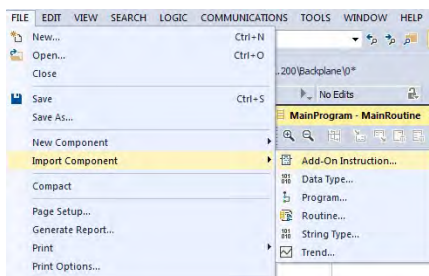 FILE EDIT VIEW SEARCH LOGIC COMMUNICATIONS TOOLS WINDOW HELP
New... Ctrl+N
Open... Ctrl+O
Close
..200\Backplane\0*
No Edits
Save Ctrl+S
Save As...
MainProgram - MainRoutine
New Component
Import Component
Add-On Instruction...
Data Type...
Program...
Routine...
String Type...
Trend...
Compact
Page Setup...
Generate Report...
Print
Print Options...